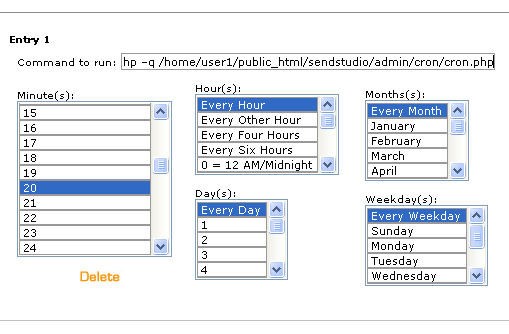 Entry 1
Command to run: hp -q /home/user1/public_html/sendstudio/admin/cron/cron.php
Minute(s):
15
16
17
18
19
20
21
22
23
24
Hour(s):
Every Hour
Every Other Hour
Every Four Hours
Every Six Hours
0 = 12 AM/Midnight
Months(s):
Every Month
January
February
March
April
Day(s):
Every Day
1
2
3
4
Weekday(s):
Every Weekday
Sunday
Monday
Tuesday
Wednesday
Delete